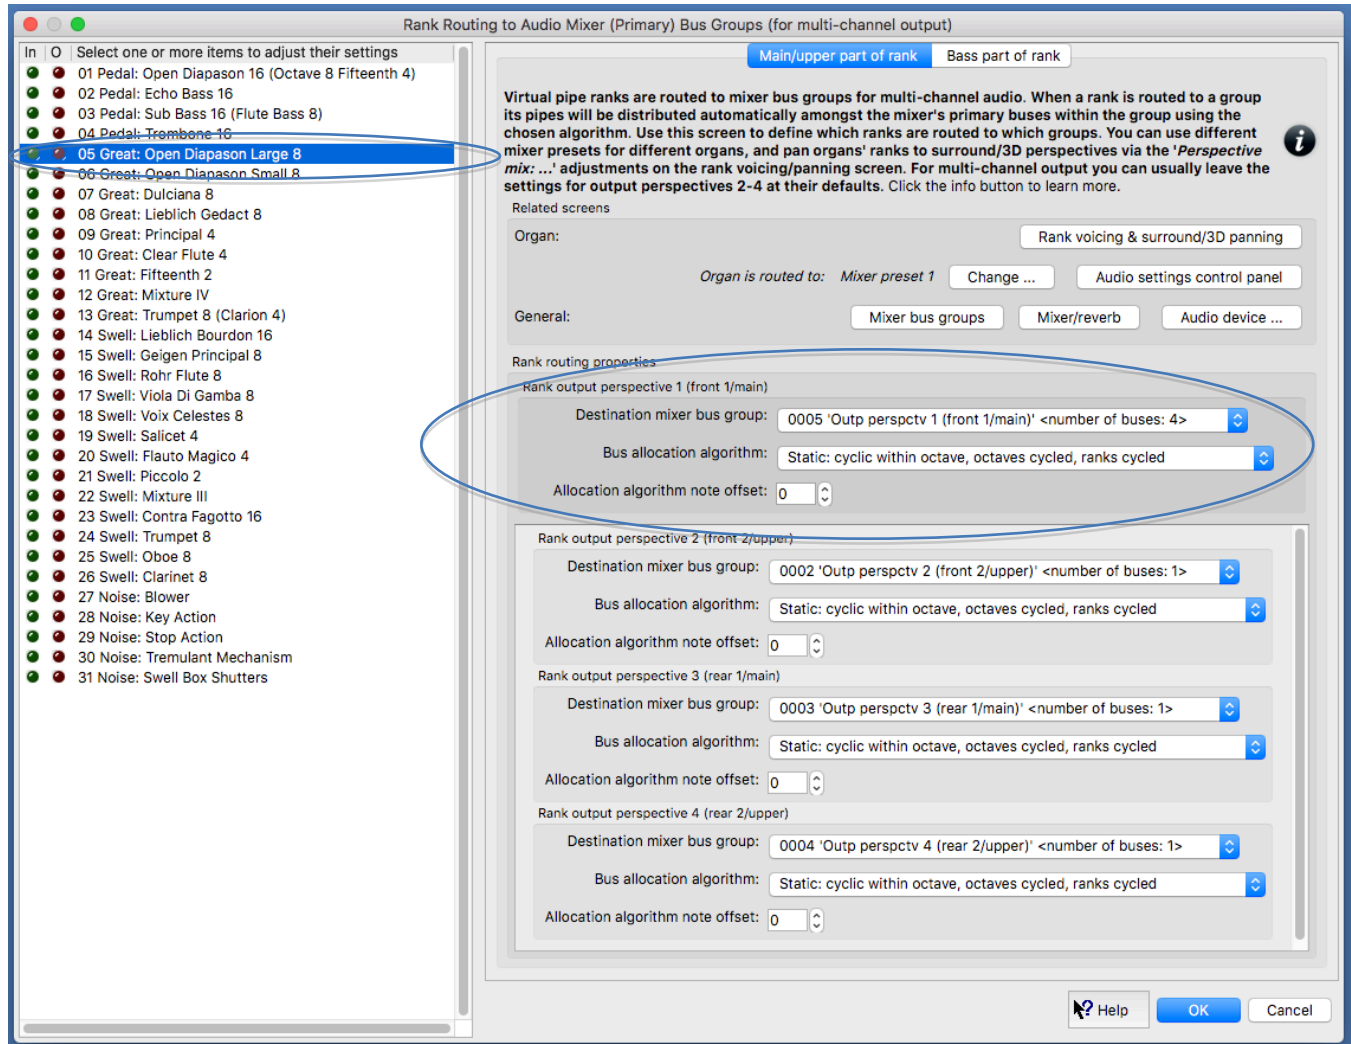 Rank Routing to Audio Mixer (Primary) Bus Groups (for multi-channel output)
In O Select one or more items to adjust their settings
01 Pedal: Open Diapason 16 (Octave 8 Fifteenth 4)
02 Pedal: Echo Bass 16
03 Pedal: Sub Bass 16 (Flute Bass 8)
04 Pedal: Trombone 16
05 Great: Open Diapason Large 8
06 Great: Open Diapason Small 8
07 Great: Dulciana 8
08 Great: Lieblich Gedact 8
09 Great: Principal 4
10 Great: Clear Flute 4
11 Great: Fifteenth 2
12 Great: Mixture IV
13 Great: Trumpet 8 (Clarion 4)
14 Swell: Lieblich Bourdon 16
15 Swell: Geigen Principal 8
16 Swell: Rohr Flute 8
17 Swell: Viola Di Gamba 8
18 Swell: Voix Celestes 8
19 Swell: Salicet 4
20 Swell: Flauto Magico 4
21 Swell: Piccolo 2
22 Swell: Mixture III
23 Swell: Contra Fagotto 16
24 Swell: Trumpet 8
25 Swell: Oboe 8
26 Swell: Clarinet 8
27 Noise: Blower
28 Noise: Key Action
29 Noise: Stop Action
30 Noise: Tremulant Mechanism
31 Noise: Swell Box Shutters
Main/upper part of rank Bass part of rank
Virtual pipe ranks are routed to mixer bus groups for multi-channel audio. When a rank is routed to a group
its pipes will be distributed automatically amongst the mixer's primary buses within the group using the
chosen algorithm. Use this screen to define which ranks are routed to which groups. You can use different
mixer presets for different organs, and pan organs' ranks to surround/3D perspectives via the 'Perspective
mix: ...' adjustments on the rank voicing/panning screen. For multi-channel output you can usually leave the
settings for output perspectives 2-4 at their defaults. Click the info button to learn more.
Related screens
Organ: Rank voicing & surround/3D panning
Organ is routed to: Mixer preset 1 Change ... Audio settings control panel
General: Mixer bus groups Mixer/reverb Audio device ...
Rank routing properties
Rank output perspective 1 (front 1/main)
Destination mixer bus group: 0005 'Outp perspctv 1 (front 1/main)' <number of buses: 4>
Bus allocation algorithm: Static: cyclic within octave, octaves cycled, ranks cycled
Allocation algorithm note offset: 0
Rank output perspective 2 (front 2/upper)
Destination mixer bus group: 0002 'Outp perspctv 2 (front 2/upper)' <number of buses: 1>
Bus allocation algorithm: Static: cyclic within octave, octaves cycled, ranks cycled
Allocation algorithm note offset: 0
Rank output perspective 3 (rear 1/main)
Destination mixer bus group: 0003 'Outp perspctv 3 (rear 1/main)' <number of buses: 1>
Bus allocation algorithm: Static: cyclic within octave, octaves cycled, ranks cycled
Allocation algorithm note offset: 0
Rank output perspective 4 (rear 2/upper)
Destination mixer bus group: 0004 'Outp perspctv 4 (rear 2/upper)' <number of buses: 1>
Bus allocation algorithm: Static: cyclic within octave, octaves cycled, ranks cycled
Allocation algorithm note offset: 0
? Help OK Cancel